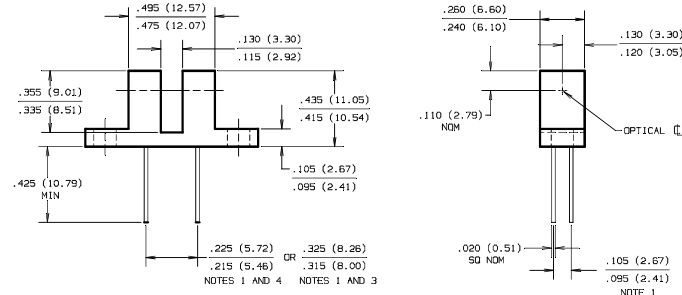 .495 (12.57)
.475 (12.07)
.130 (3.30)
.115 (2.92)
.355 (9.01)
.335 (8.51)
.435 (11.05)
.415 (10.54)
.105 (2.67)
.095 (2.41)
.425 (10.79)
MIN
.225 (5.72) OR .325 (8.26)
.215 (5.46) .315 (8.00)
NOTES 1 AND 4 NOTES 1 AND 3
.260 (6.60)
.240 (6.10)
.130 (3.30)
.120 (3.05)
.110 (2.79)
NOM
OPTICAL ℄
.020 (0.51)
SQ NOM
.105 (2.67)
.095 (2.41)
NOTE 1